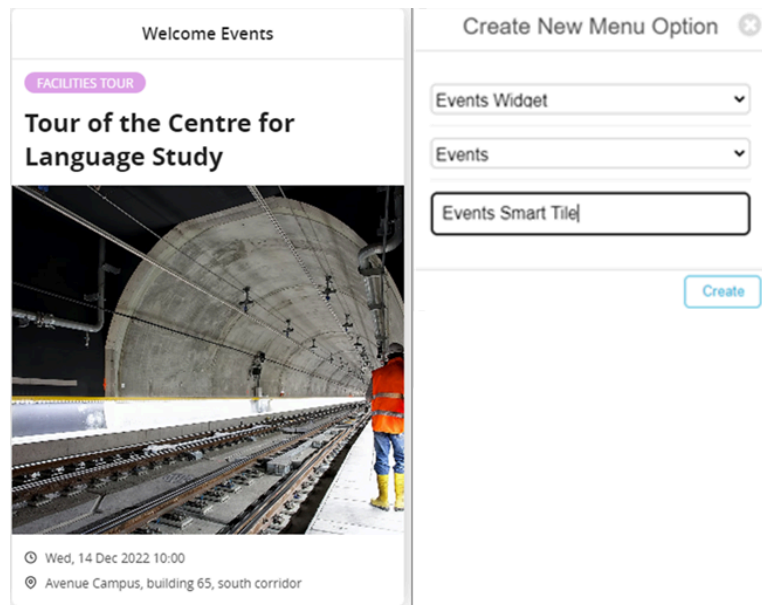 Welcome Events
FACILITIES TOUR
Tour of the Centre for
Language Study
Wed, 14 Dec 2022 10:00
Avenue Campus, building 65, south corridor
Create New Menu Option
Events Widget
Events
Events Smart Tile
Create